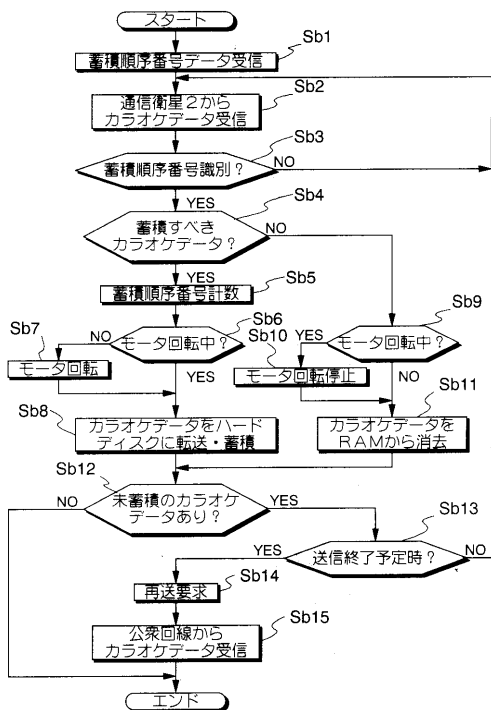 スタート
Sb1
蓄積順序番号データ受信
Sb2
通信衛星2から
カラオケデータ受信
Sb3
蓄積順序番号識別?
NO
YES
Sb4
蓄積すべき
カラオケデータ?
NO
YES
Sb5
蓄積順序番号計数
Sb6
Sb9
Sb7
NO
モータ回転中?
Sb10
YES
モータ回転中?
モータ回転
YES
モータ回転停止
NO
Sb11
Sb8
カラオケデータをハード
ディスクに転送・蓄積
カラオケデータを
RAMから消去
Sb12
NO
未蓄積のカラオケ
データあり?
YES
Sb13
YES
送信終了予定時?
NO
Sb14
再送要求
Sb15
公衆回線から
カラオケデータ受信
エンド